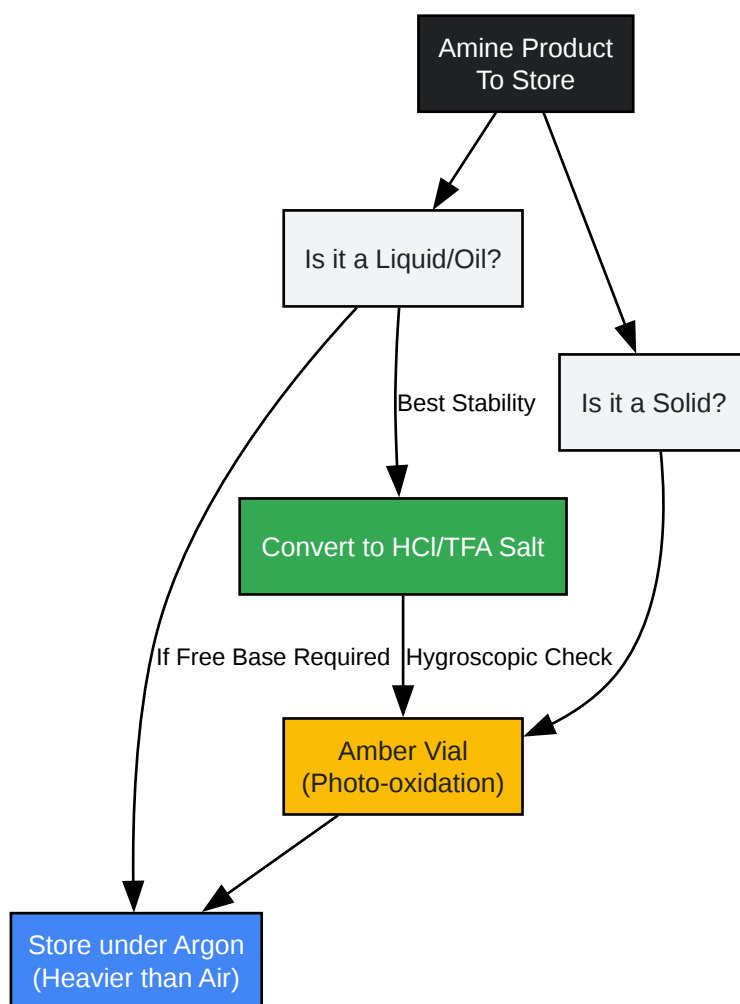 Amine Product
To Store
Is it a Liquid/Oil?
Best Stability
Is it a Solid?
Convert to HCl/TFA Salt
If Free Base Required
Hygroscopic Check
Amber Vial
(Photo-oxidation)
Store under Argon
(Heavier than Air)